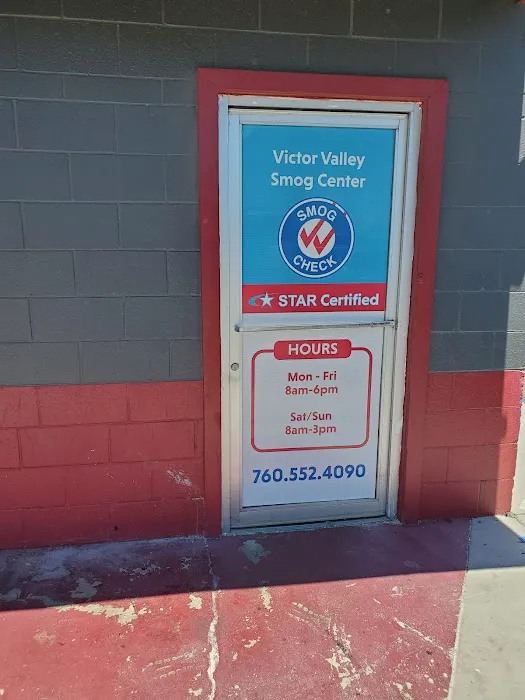 Victor Valley
Smog Center
SMOG
CHECK
STAR Certified
HOURS
Mon - Fri
8am-6pm
Sat/Sun
8am-3pm
760.552.4090